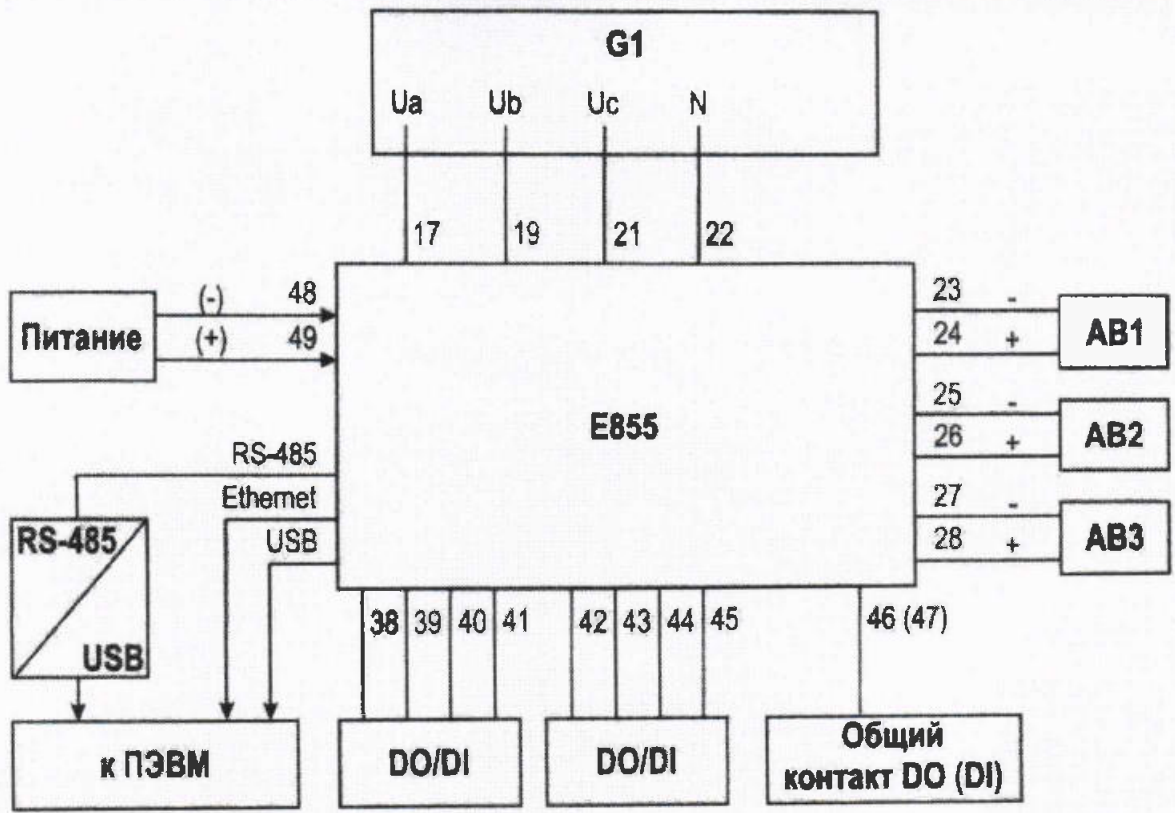 G1
Ua Ub Uc N
17 19 21 22
Питание
(-) 48
(+) 49
23 -
24 +
AB1
25 -
26 +
AB2
27 -
28 +
AB3
E855
RS-485
Ethernet
USB
RS-485
USB
к ПЭВМ
38 39 40 41
42 43 44 45
46 (47)
DO/DI
DO/DI
Общий
контакт DO (DI)